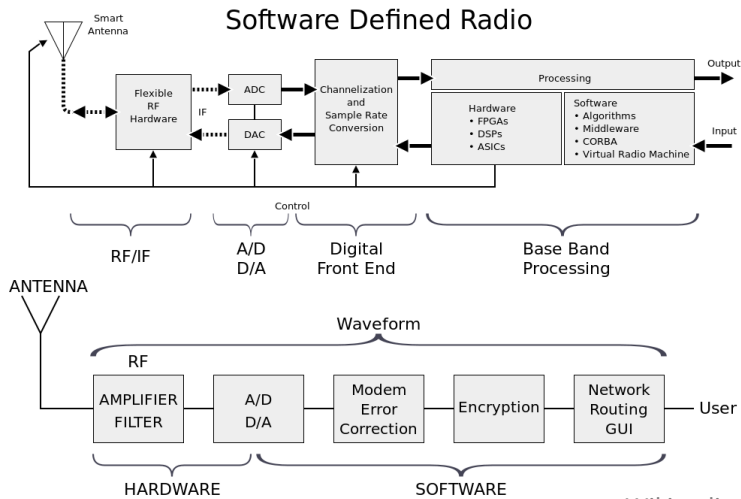 Software Defined Radio
Smart
Antenna
Flexible
RF
Hardware
IF
ADC
DAC
Channelization
and
Sample Rate
Conversion
Processing
Hardware
• FPGAs
• DSPs
• ASICs
Software
• Algorithms
• Middleware
• CORBA
• Virtual Radio Machine
Output
Input
Control
RF/IF
A/D
D/A
Digital
Front End
Base Band
Processing
ANTENNA
Waveform
RF
AMPLIFIER
FILTER
A/D
D/A
Modem
Error
Correction
Encryption
Network
Routing
GUI
User
HARDWARE
SOFTWARE